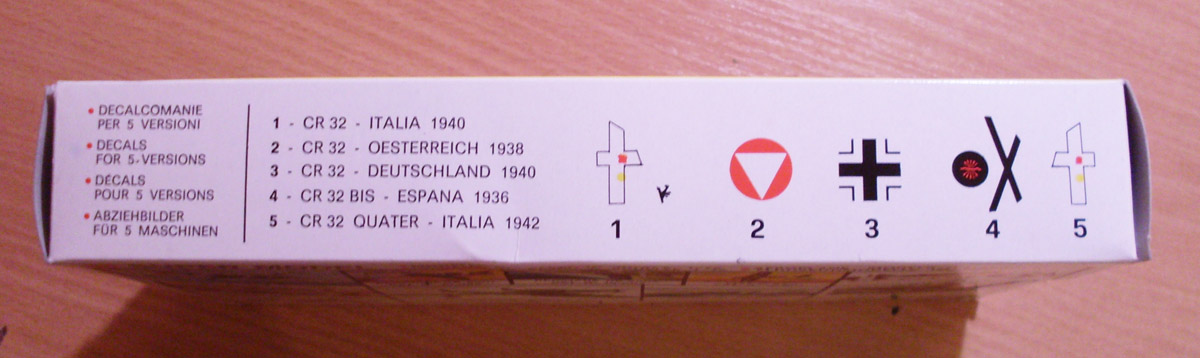 • DECALCOMANIE
PER 5 VERSIONI
• DECALS
FOR 5-VERSIONS
• DÉCALS
POUR 5 VERSIONS
• ABZIEHBILDER
FÜR 5 MASCHINEN
1 - CR 32 - ITALIA 1940
2 - CR 32 - OESTERREICH 1938
3 - CR 32 - DEUTSCHLAND 1940
4 - CR 32 BIS - ESPANA 1936
5 - CR 32 QUATER - ITALIA 1942
1 2 3 4 5